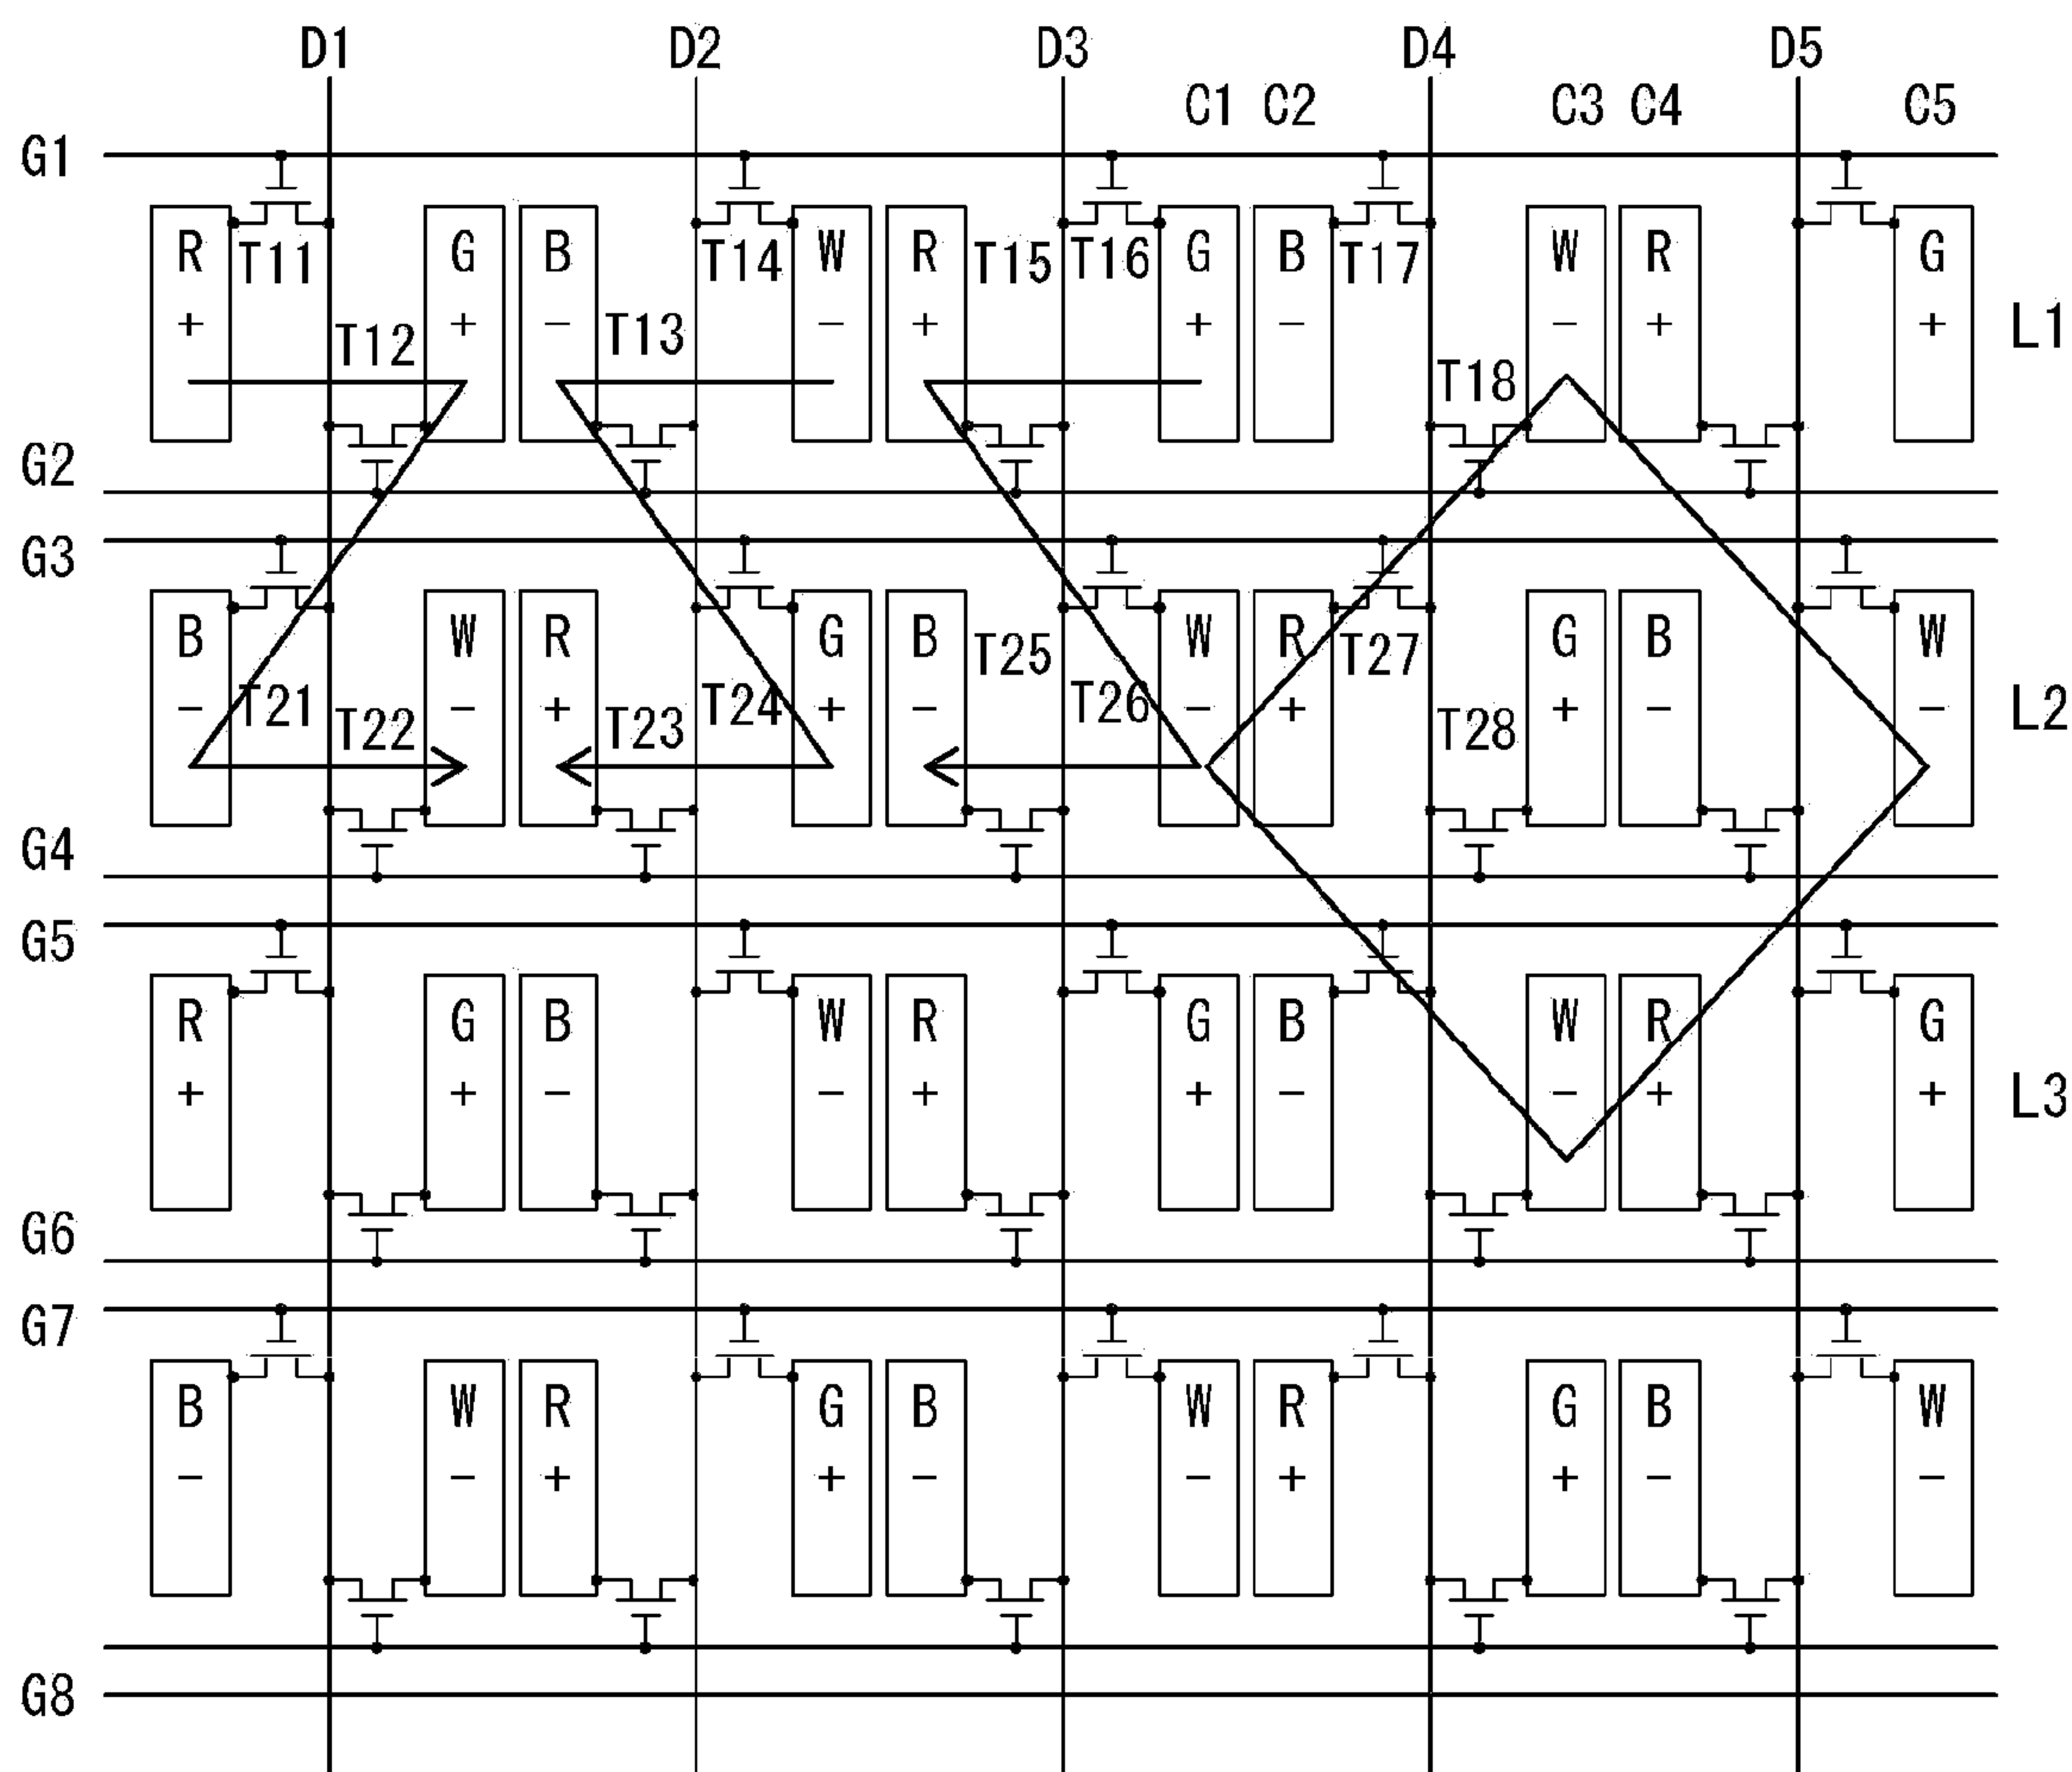 D1 D2 D3 D4 D5
C1 C2 C3 C4 C5
G1
R T11 G B T14 W R T15 T16 G B T17 W R G
+ T12 + - T13 - + + - - + + L1
T18
G2
G3
B W R G B T25 W R T27 G B W
- T21 T22 - + T23 T24 + - T26 - + T28 + - - L2
G4
G5
R G B W R G B W R G
+ + - - + + - - + + L3
G6
G7
B W R G B W R G B W
- - + + - - + + - -
G8